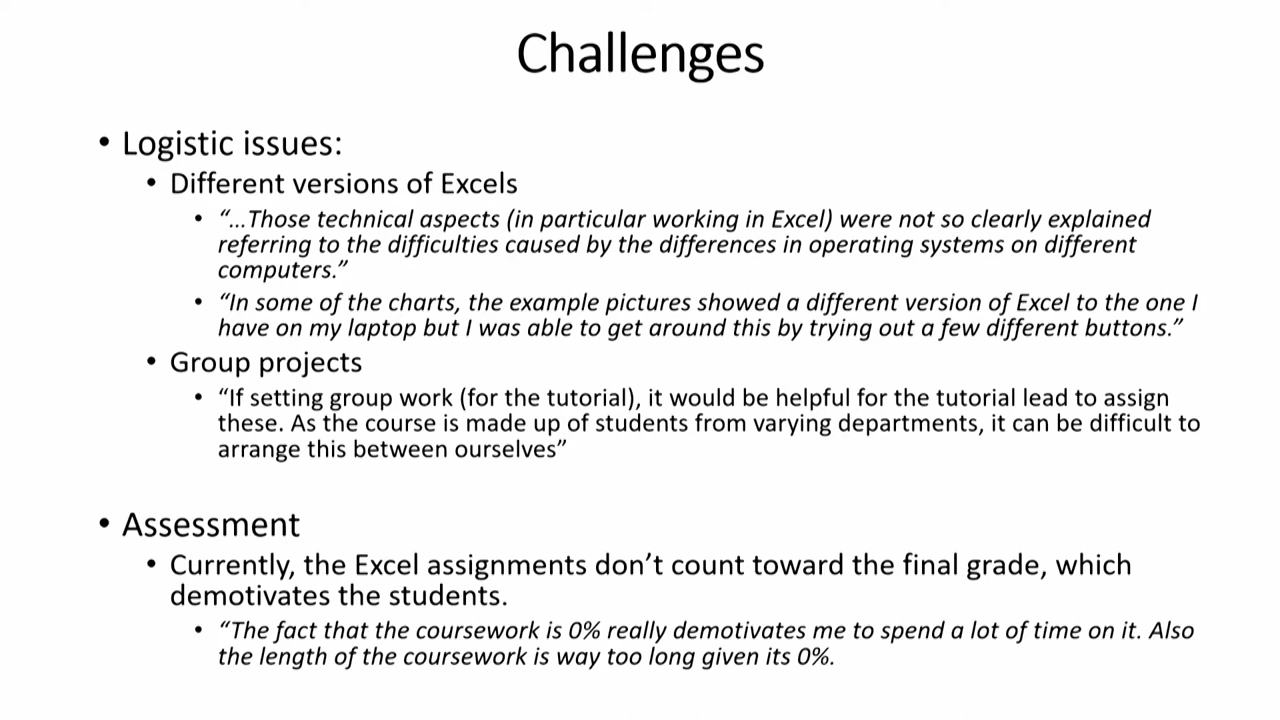 Challenges
• Logistic issues:
• Different versions of Excels
• “…Those technical aspects (in particular working in Excel) were not so clearly explained
referring to the difficulties caused by the differences in operating systems on different
computers.”
• “In some of the charts, the example pictures showed a different version of Excel to the one I
have on my laptop but I was able to get around this by trying out a few different buttons.”
• Group projects
• “If setting group work (for the tutorial), it would be helpful for the tutorial lead to assign
these. As the course is made up of students from varying departments, it can be difficult to
arrange this between ourselves”
• Assessment
• Currently, the Excel assignments don’t count toward the final grade, which
demotivates the students.
• “The fact that the coursework is 0% really demotivates me to spend a lot of time on it. Also
the length of the coursework is way too long given its 0%.